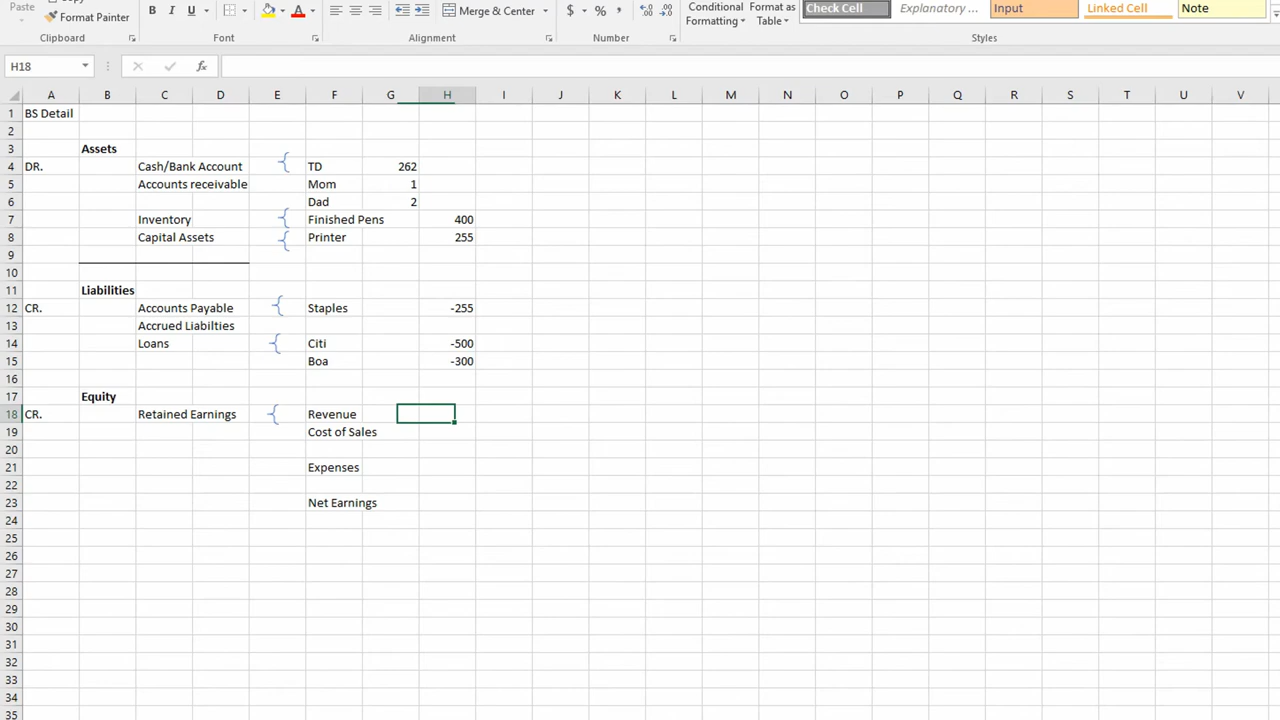 Paste
Copy
Format Painter
B I U
A
Merge & Center
$ % ,
Conditional Formatting
Format as Table
Check Cell
Explanatory ...
Input
Linked Cell
Note
Clipboard
Font
Alignment
Number
Styles
H18
fx
A B C D E F G H I J K L M N O P Q R S T U V
1 BS Detail
2
3 Assets
4 DR. Cash/Bank Account TD 262
5 Accounts receivable Mom 1
6 Dad 2
7 Inventory Finished Pens 400
8 Capital Assets Printer 255
9
10
11 Liabilities
12 CR. Accounts Payable Staples -255
13 Accrued Liabilties
14 Loans Citi -500
15 Boa -300
16
17 Equity
18 CR. Retained Earnings Revenue
19 Cost of Sales
20
21 Expenses
22
23 Net Earnings
24
25
26
27
28
29
30
31
32
33
34
35